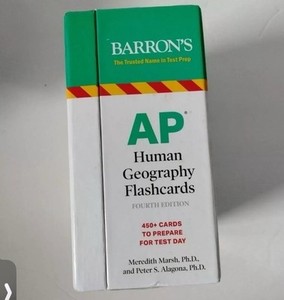 BARRON'S
The Trusted Name in Test Prep
AP®
Human
Geography
Flashcards
FOURTH EDITION
450+ CARDS
TO PREPARE
FOR TEST DAY
Meredith Marsh, Ph.D.,
and Peter S. Alagona, Ph.D.